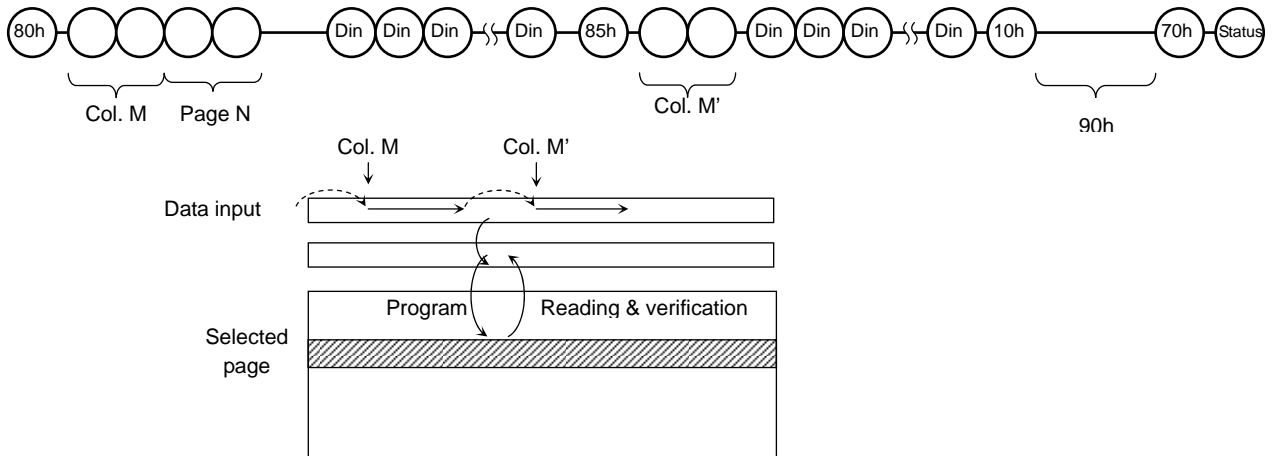 80h Din Din Din Din 85h Din Din Din Din 10h 70h Status
Col. M Page N Col. M’
90h
Col. M Col. M’
Data input
Program Reading & verification
Selected
page